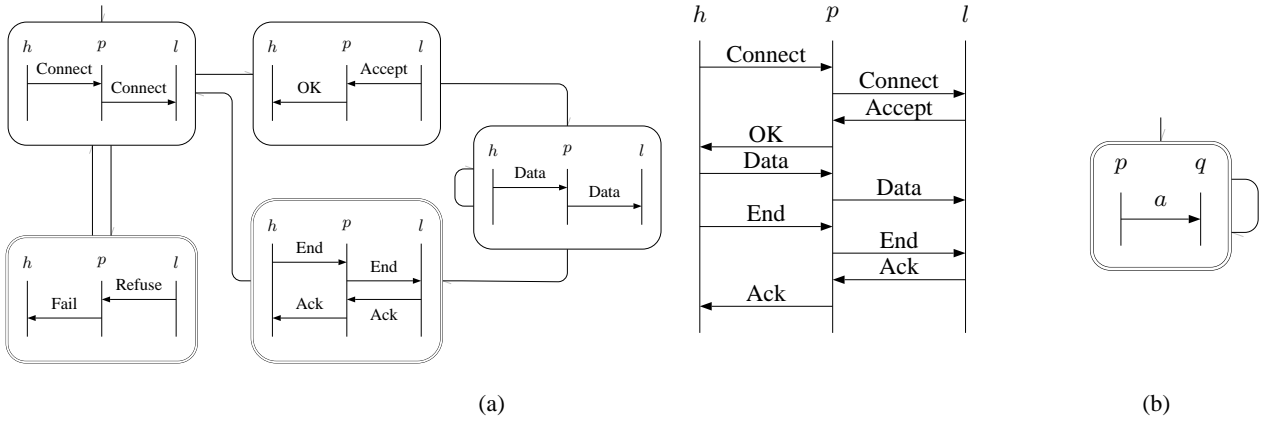 h p l
Connect
Connect
h p l
Accept
OK
h p l
Data
Data
h p l
End
End
Ack
Ack
h p l
Refuse
Fail
h p l
Connect
Connect
Accept
OK
Data
Data
End
End
Ack
Ack
(a)
p q
a
(b)